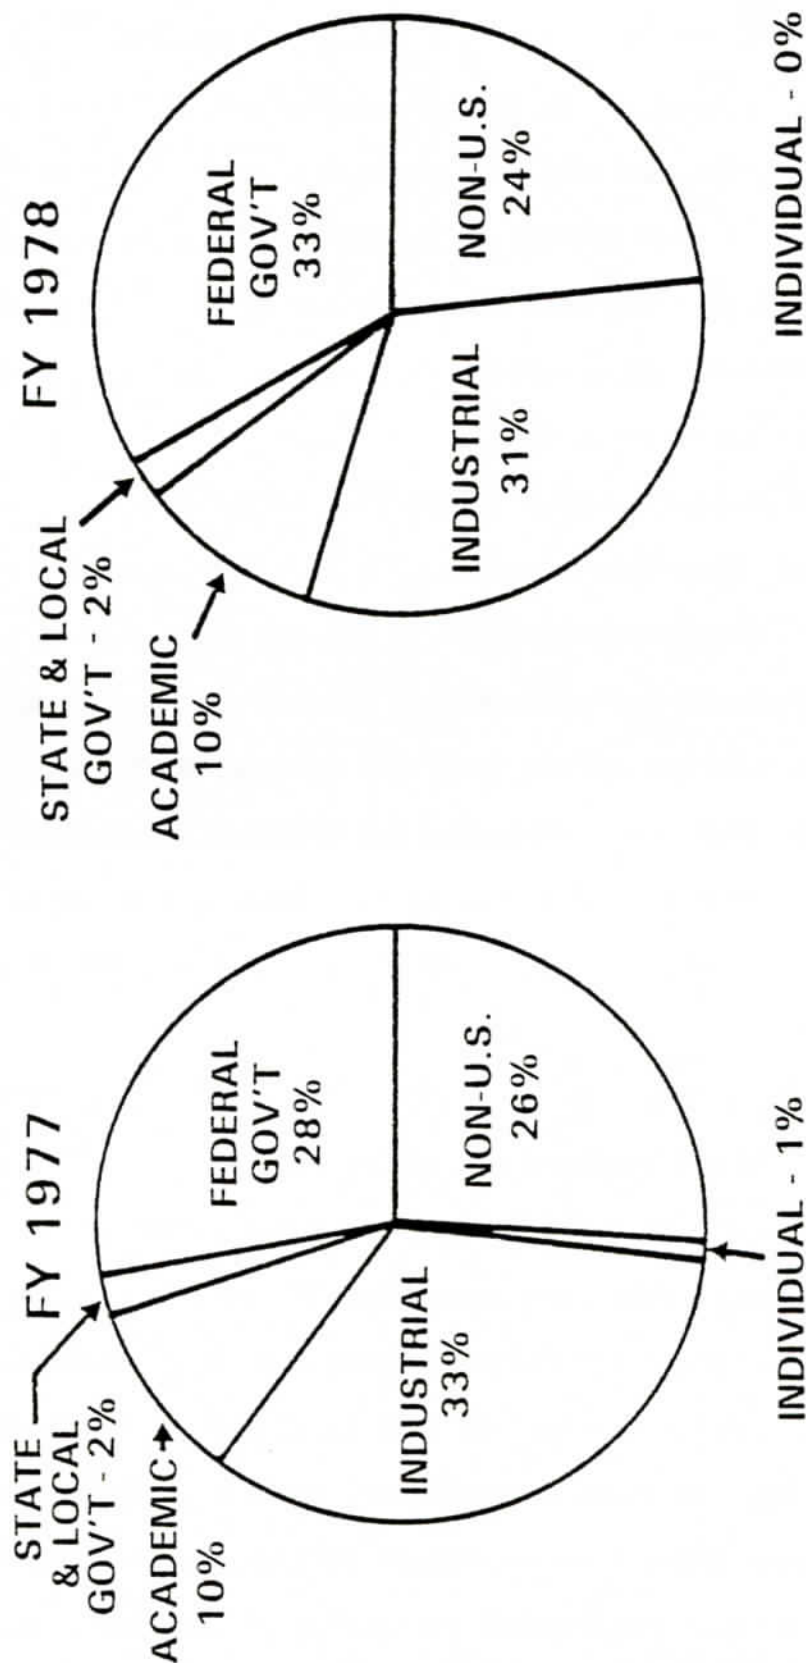 FY 1977
STATE
& LOCAL
GOV'T - 2%
ACADEMIC
10%
FEDERAL
GOV'T
28%
INDUSTRIAL
33%
NON-U.S.
26%
INDIVIDUAL - 1%
FY 1978
STATE & LOCAL
GOV'T - 2%
ACADEMIC
10%
FEDERAL
GOV'T
33%
INDUSTRIAL
31%
NON-U.S.
24%
INDIVIDUAL - 0%